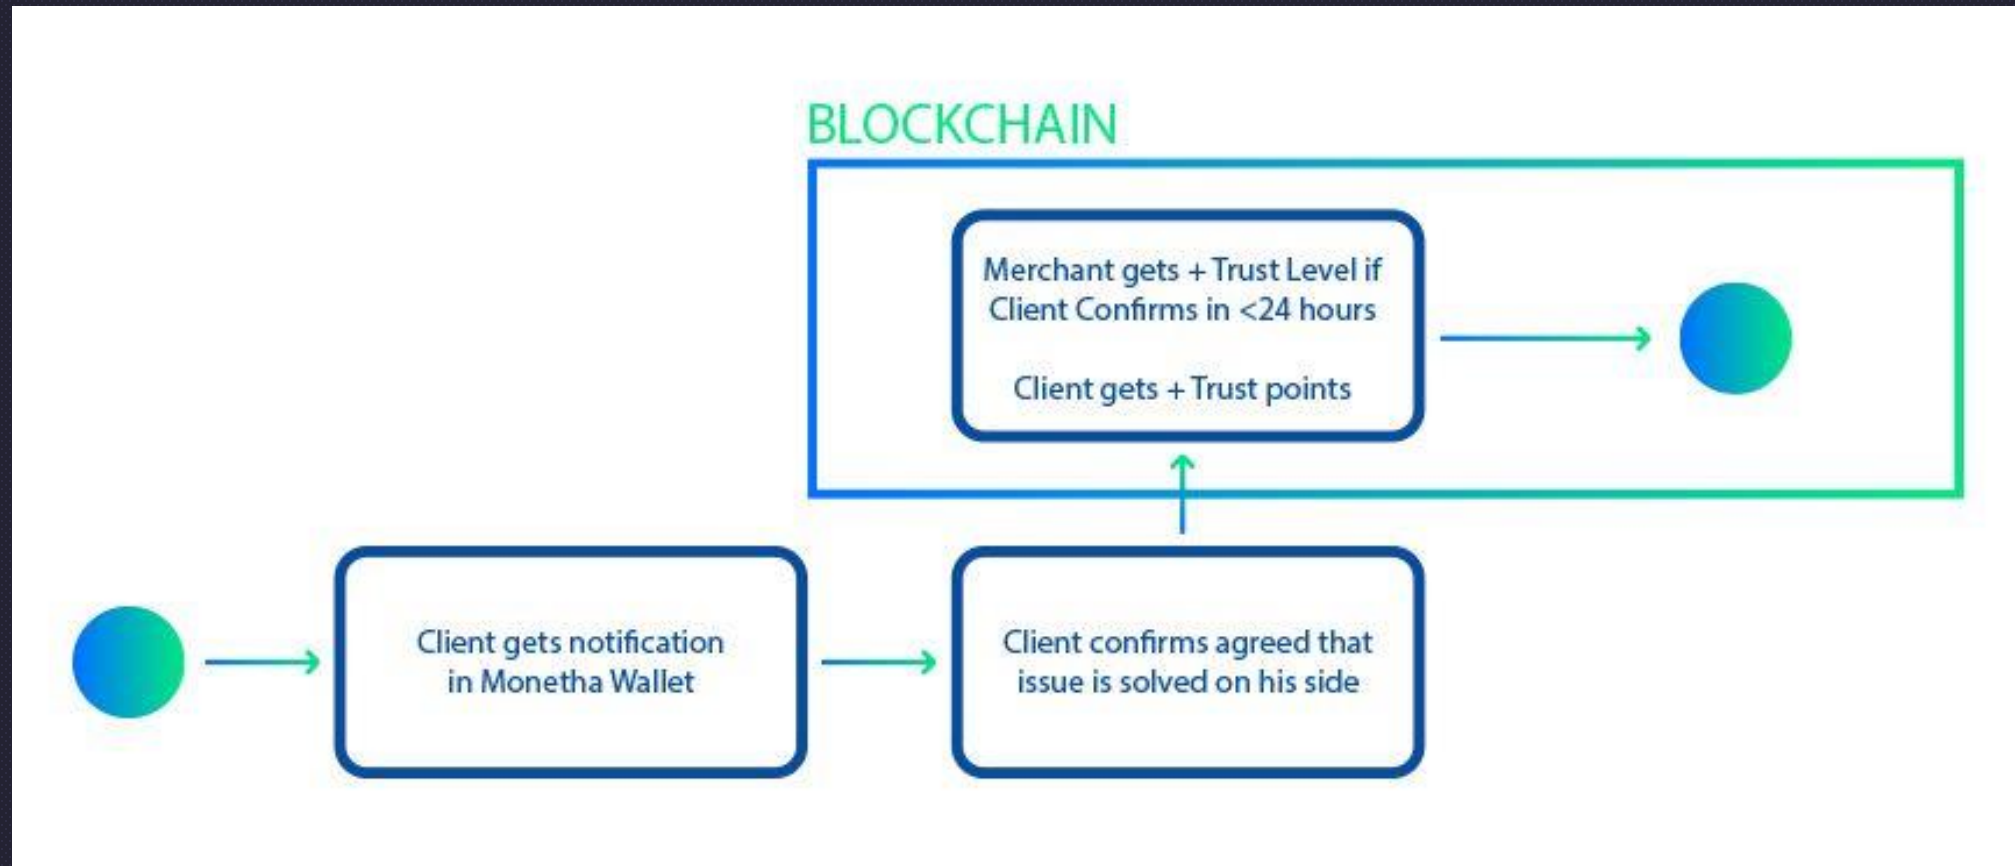 BLOCKCHAIN
Merchant gets + Trust Level if
Client Confirms in <24 hours
Client gets + Trust points
Client gets notification
in Monetha Wallet
Client confirms agreed that
issue is solved on his side